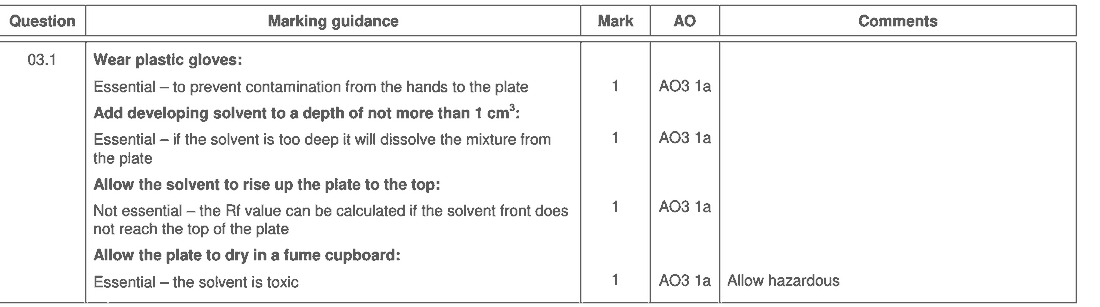 Question Marking guidance Mark AO Comments
03.1 Wear plastic gloves:
Essential – to prevent contamination from the hands to the plate 1 AO3 1a
Add developing solvent to a depth of not more than 1 cm³:
Essential – if the solvent is too deep it will dissolve the mixture from 1 AO3 1a
the plate
Allow the solvent to rise up the plate to the top:
Not essential – the Rf value can be calculated if the solvent front does 1 AO3 1a
not reach the top of the plate
Allow the plate to dry in a fume cupboard:
Essential – the solvent is toxic 1 AO3 1a Allow hazardous